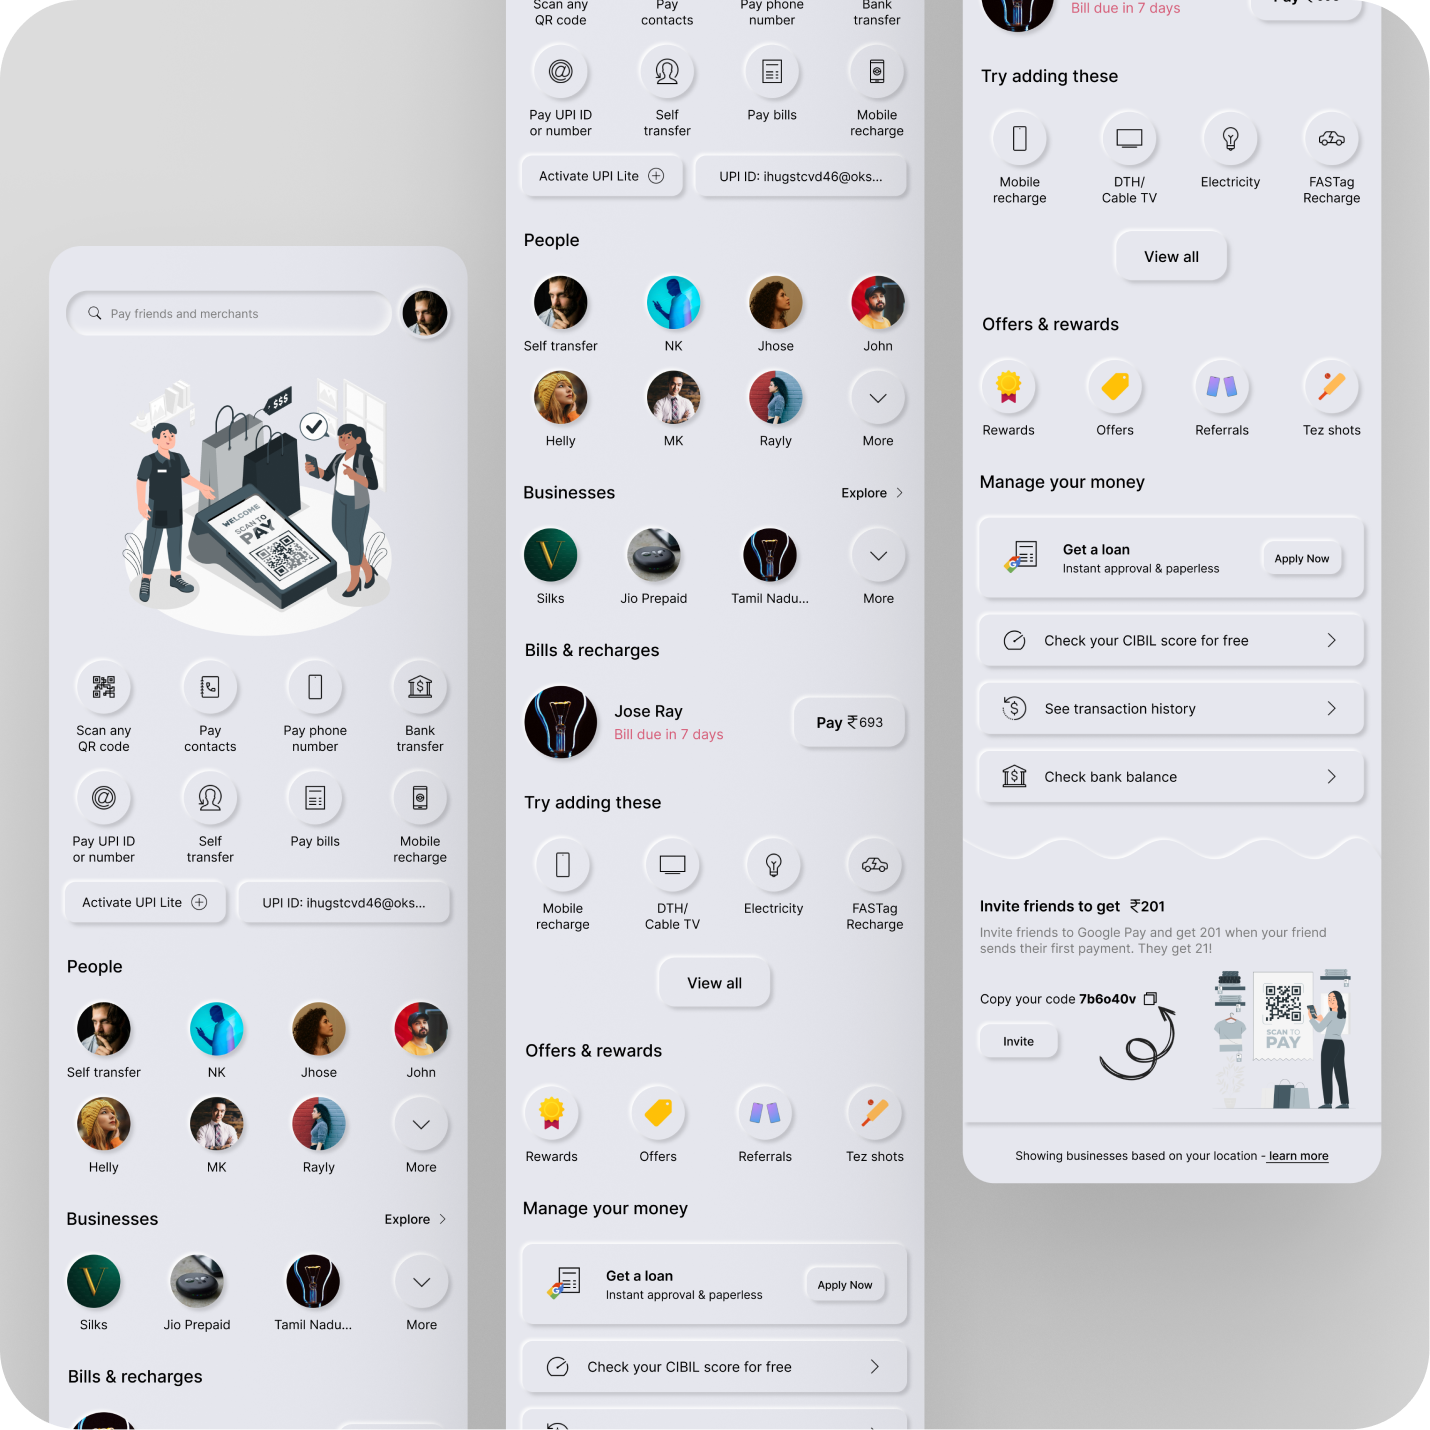 Pay friends and merchants
$$$
WELCOME
SCAN TO
PAY
Scan any
QR code
Pay
contacts
Pay phone
number
Bank
transfer
Pay UPI ID
or number
Self
transfer
Pay bills
Mobile
recharge
Activate UPI Lite
UPI ID: ihugstcvd46@oks...
People
Self transfer
NK
Jhose
John
Helly
MK
Rayly
More
Businesses
Explore
V
Silks
Jio Prepaid
Tamil Nadu...
More
Bills & recharges
Scan any
QR code
Pay
contacts
Pay phone
number
Bank
transfer
Pay UPI ID
or number
Self
transfer
Pay bills
Mobile
recharge
Activate UPI Lite
UPI ID: ihugstcvd46@oks...
People
Self transfer
NK
Jhose
John
Helly
MK
Rayly
More
Businesses
Explore
V
Silks
Jio Prepaid
Tamil Nadu...
More
Bills & recharges
Jose Ray
Bill due in 7 days
Pay ₹693
Try adding these
Mobile
recharge
DTH/
Cable TV
Electricity
FASTag
Recharge
View all
Offers & rewards
Rewards
Offers
Referrals
Tez shots
Manage your money
Get a loan
Instant approval & paperless
Apply Now
Check your CIBIL score for free
Bill due in 7 days
Try adding these
Mobile
recharge
DTH/
Cable TV
Electricity
FASTag
Recharge
View all
Offers & rewards
Rewards
Offers
Referrals
Tez shots
Manage your money
Get a loan
Instant approval & paperless
Apply Now
Check your CIBIL score for free
See transaction history
Check bank balance
Invite friends to get ₹201
Invite friends to Google Pay and get 201 when your friend
sends their first payment. They get 21!
Copy your code 7b6o40v
Invite
SCAN TO
PAY
Showing businesses based on your location - learn more